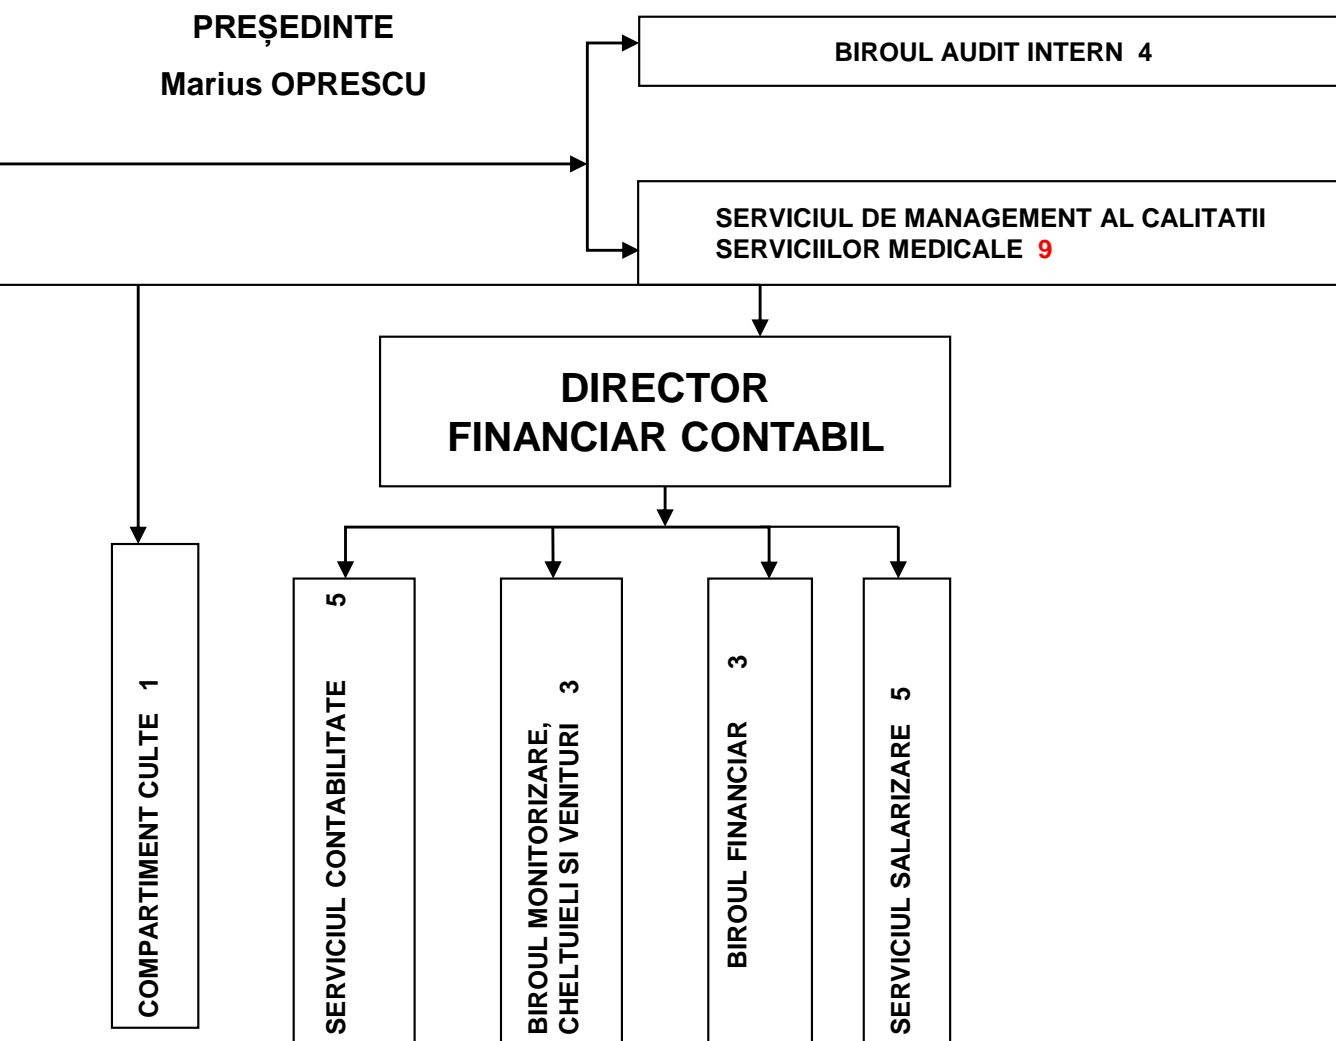 PREȘEDINTE
Marius OPRESCU
BIROUL AUDIT INTERN 4
SERVICIUL DE MANAGEMENT AL CALITATII
SERVICIILOR MEDICALE 9
DIRECTOR
FINANCIAR CONTABIL
COMPARTIMENT CULTE 1
SERVICIUL CONTABILITATE 5
BIROUL MONITORIZARE,
CHELTUIELI SI VENITURI 3
BIROUL FINANCIAR 3
SERVICIUL SALARIZARE 5